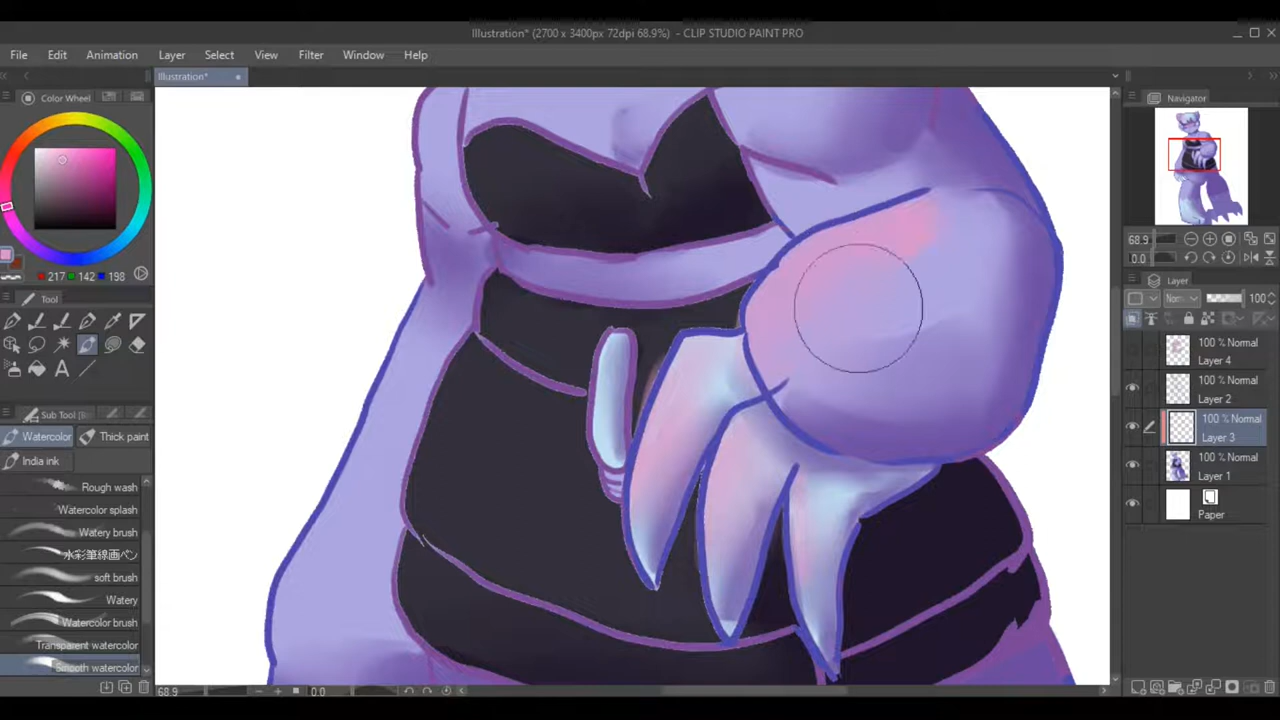 Illustration* (2700 x 3400px 72dpi 68.9%) - CLIP STUDIO PAINT PRO
File Edit Animation Layer Select View Filter Window Help
Illustration*
Color Wheel
Navigator
217 142 198
68.9
0.0
Tool
Layer
Nor
100
100 % Normal
Layer 4
100 % Normal
Layer 2
100 % Normal
Layer 3
100 % Normal
Layer 1
Paper
Watercolor
Thick paint
India ink
Rough wash
Watercolor splash
Watery brush
水彩筆線画ペン
soft brush
Watery
Watercolor brush
Transparent watercolor
Smooth watercolor
68.9
0.0